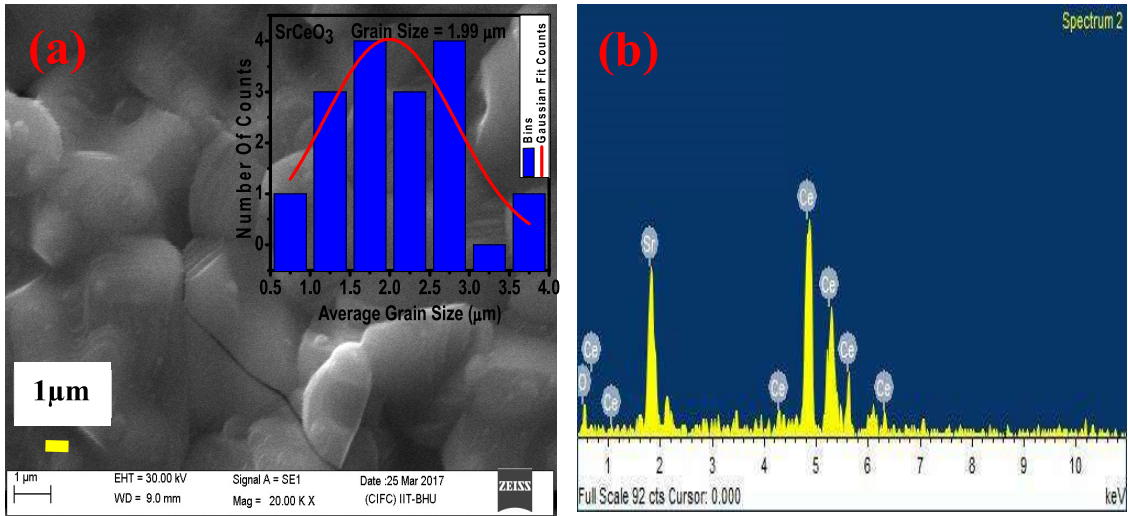 (a)
SrCeO3 Grain Size = 1.99 µm
Number Of Counts
4
3
2
1
0
Bins
Gaussian Fit Counts
0.5 1.0 1.5 2.0 2.5 3.0 3.5 4.0
Average Grain Size (µm)
1µm
1 µm
EHT = 30.00 kV
WD = 9.0 mm
Signal A = SE1
Mag = 20.00 K X
Date :25 Mar 2017
(CIFC) IIT-BHU
ZEISS
(b)
Spectrum 2
Ce
O
Ce
Sr
Ce
Ce
Ce
Ce
Ce
1 2 3 4 5 6 7 8 9 10
Full Scale 92 cts Cursor: 0.000
keV